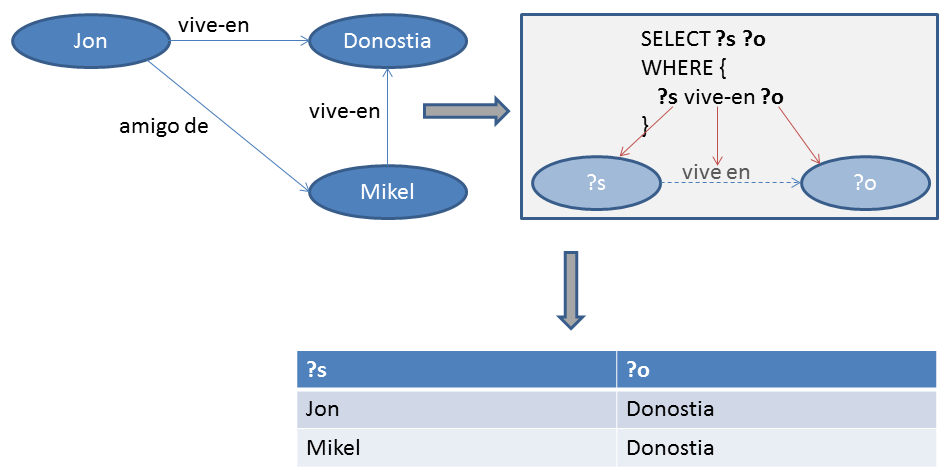 Jon
vive-en
Donostia
amigo de
vive-en
Mikel
SELECT ?s ?o
WHERE {
?s vive-en ?o
}
?s
vive en
?o
?s ?o
Jon Donostia
Mikel Donostia